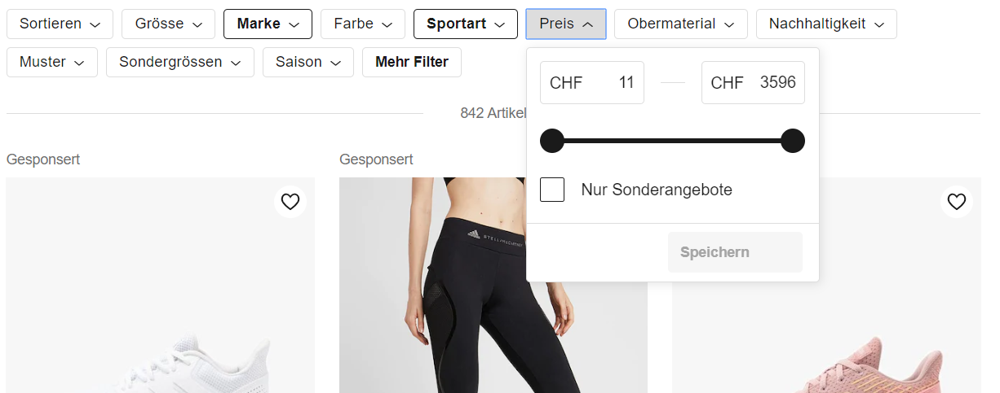 Sortieren
Grösse
Marke
Farbe
Sportart
Preis
Obermaterial
Nachhaltigkeit
Muster
Sondergrössen
Saison
Mehr Filter
CHF 11
CHF 3596
842 Artikel
Nur Sonderangebote
Speichern
Gesponsert
Gesponsert
STELLAMcCARTNEY